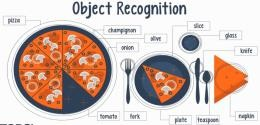 Object Recognition
pizza
champignon
onion
olive
slice
glass
knife
tomato
fork
plate
teaspoon
napkin